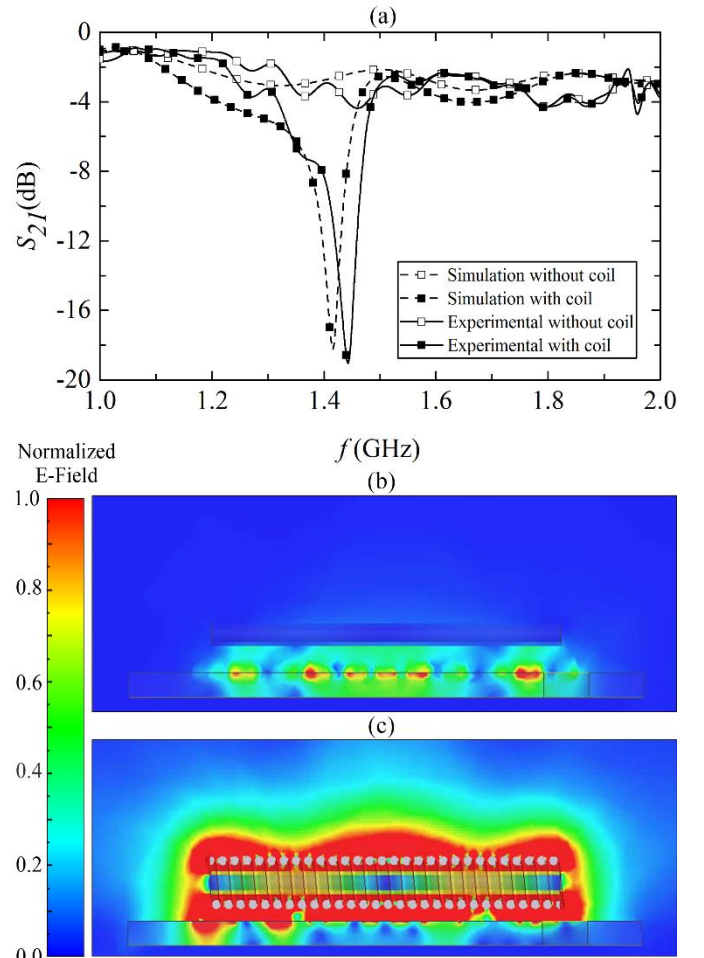 (a)
0
-4
-8
-12
-16
-20
S21(dB)
Simulation without coil
Simulation with coil
Experimental without coil
Experimental with coil
1.0 1.2 1.4 1.6 1.8 2.0
f (GHz)
Normalized
E-Field
(b)
1.0
0.8
0.6
(c)
0.4
0.2
0.0